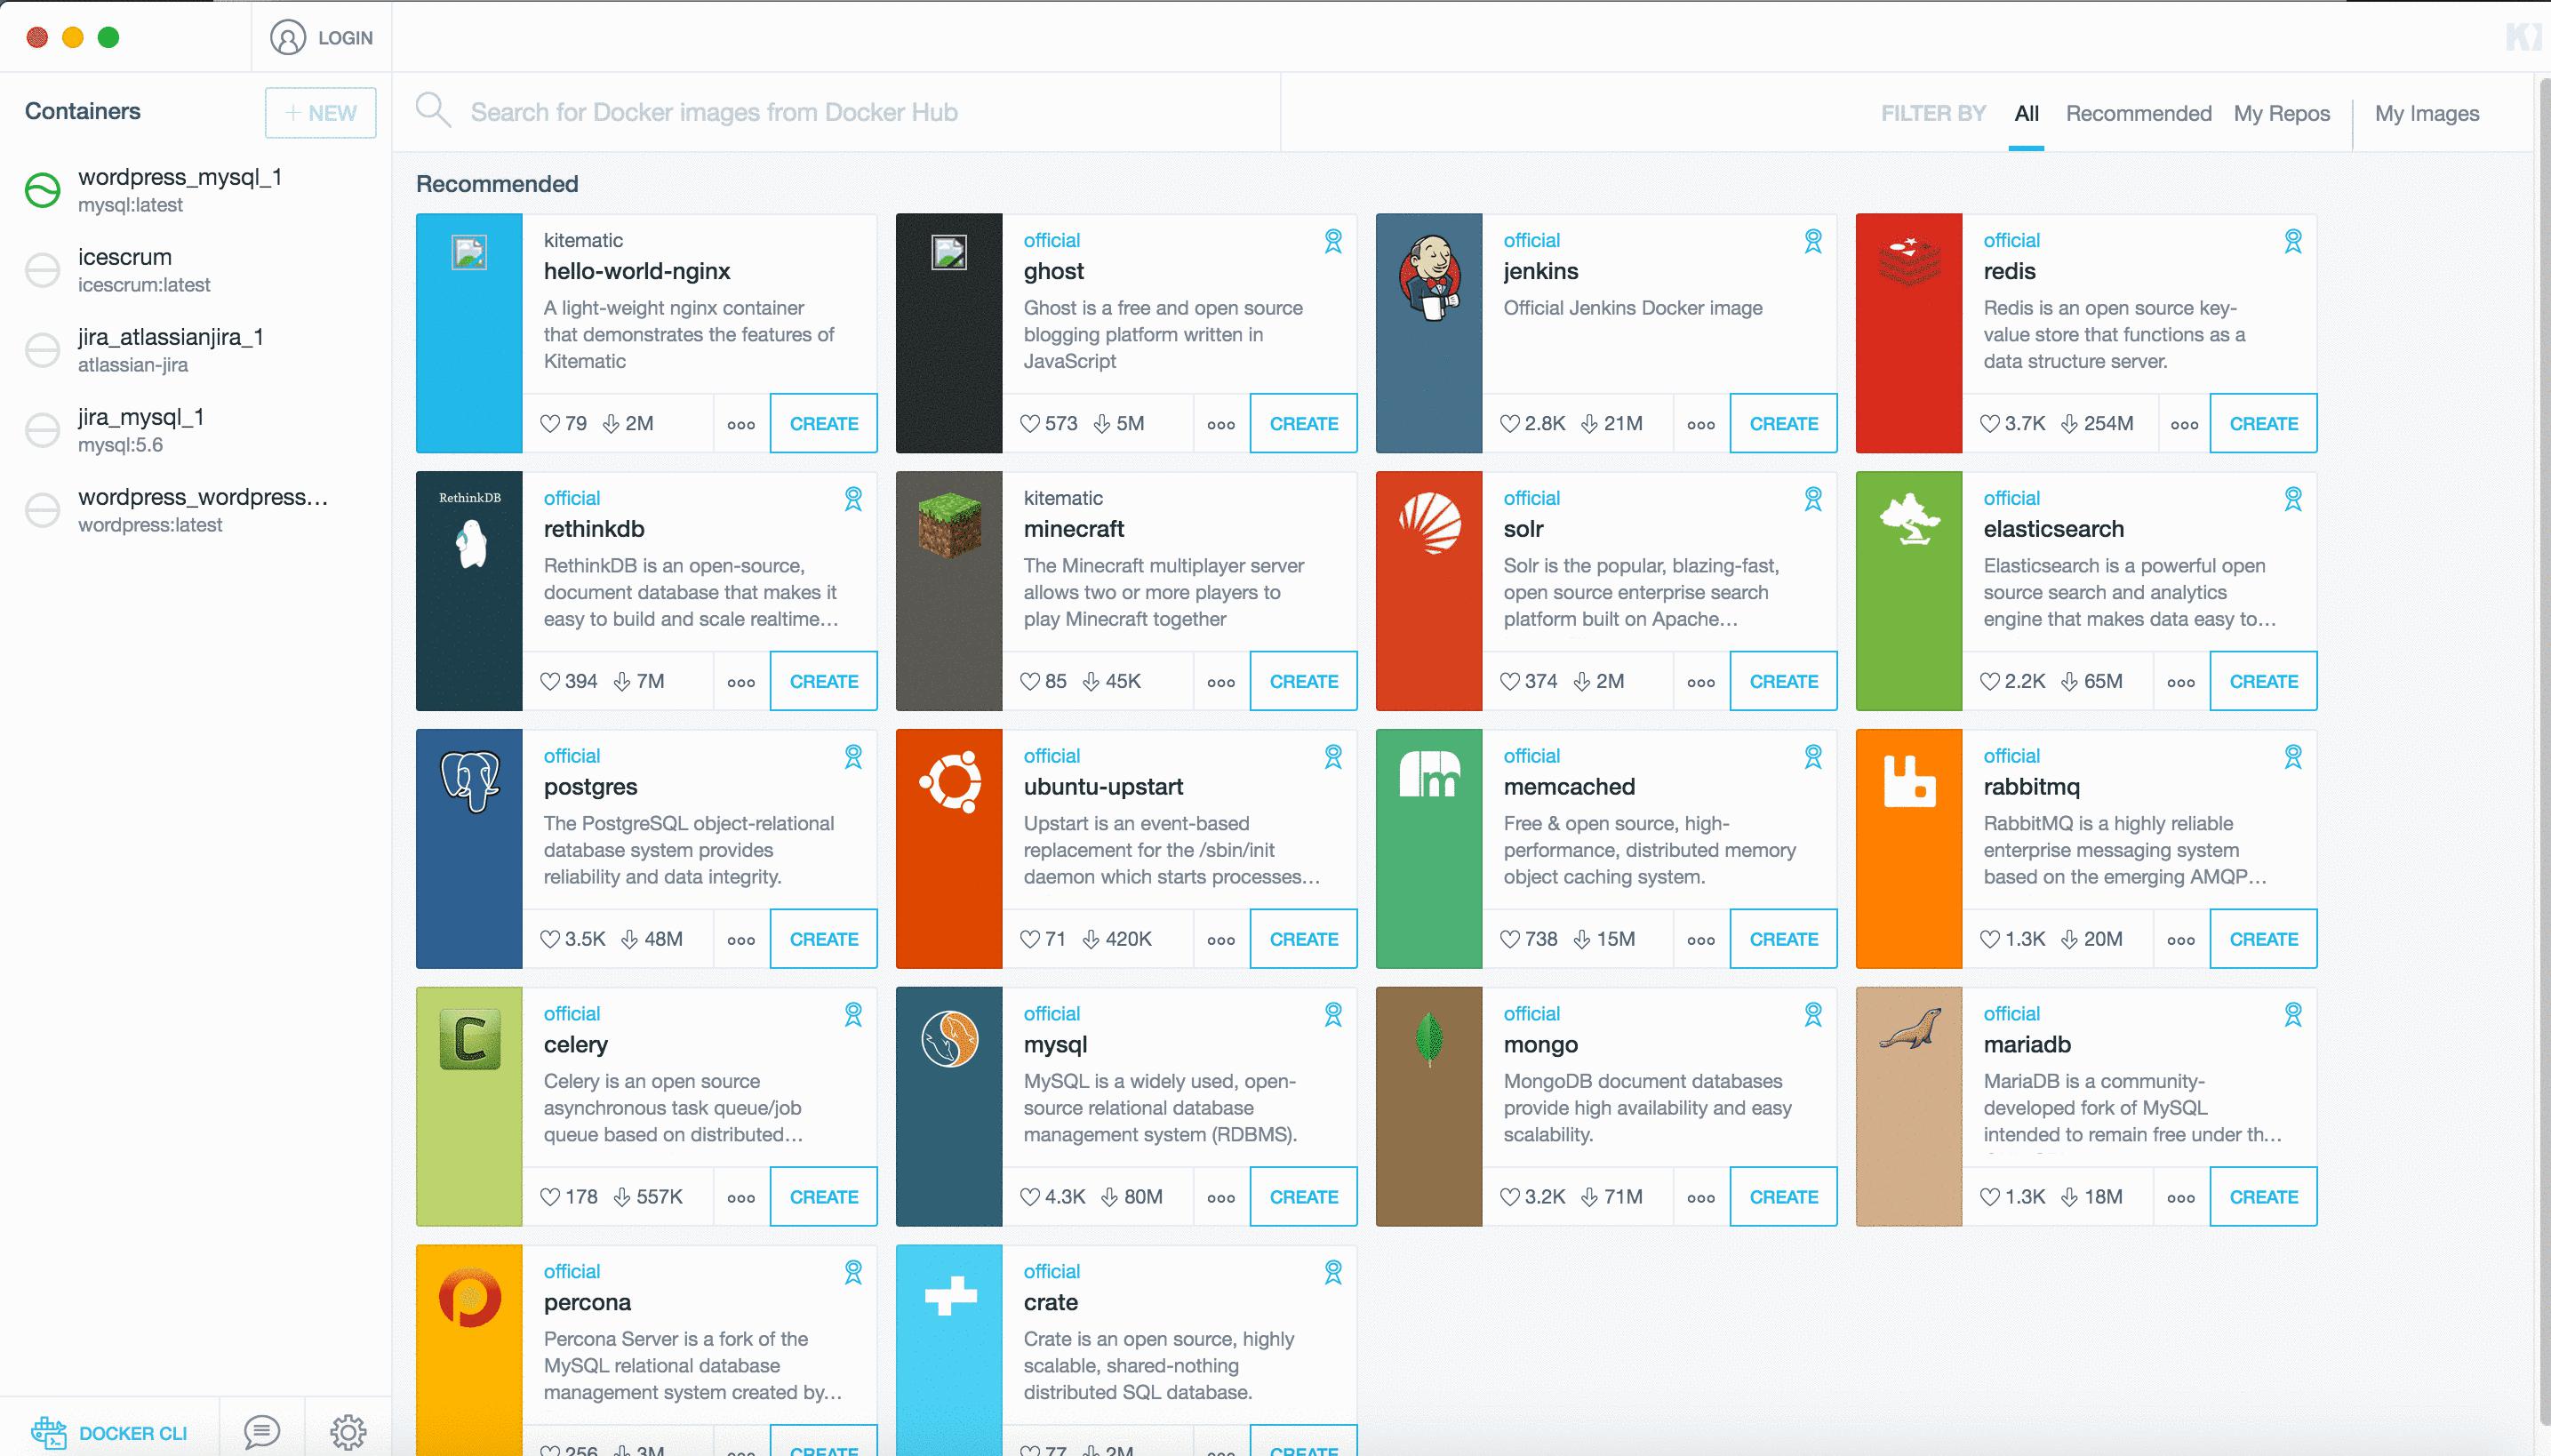 LOGIN
Containers
+ NEW
wordpress_mysql_1
mysql:latest
icescrum
icescrum:latest
jira_atlassianjira_1
atlassian-jira
jira_mysql_1
mysql:5.6
wordpress_wordpress…
wordpress:latest
DOCKER CLI
Search for Docker images from Docker Hub
FILTER BY All Recommended My Repos My Images
Recommended
kitematic
hello-world-nginx
A light-weight nginx container
that demonstrates the features of
Kitematic
79 2M CREATE
official
ghost
Ghost is a free and open source
blogging platform written in
JavaScript
573 5M CREATE
official
jenkins
Official Jenkins Docker image
2.8K 21M CREATE
official
redis
Redis is an open source key-
value store that functions as a
data structure server.
3.7K 254M CREATE
RethinkDB
official
rethinkdb
RethinkDB is an open-source,
document database that makes it
easy to build and scale realtime…
394 7M CREATE
kitematic
minecraft
The Minecraft multiplayer server
allows two or more players to
play Minecraft together
85 45K CREATE
official
solr
Solr is the popular, blazing-fast,
open source enterprise search
platform built on Apache…
374 2M CREATE
official
elasticsearch
Elasticsearch is a powerful open
source search and analytics
engine that makes data easy to…
2.2K 65M CREATE
official
postgres
The PostgreSQL object-relational
database system provides
reliability and data integrity.
3.5K 48M CREATE
official
ubuntu-upstart
Upstart is an event-based
replacement for the /sbin/init
daemon which starts processes…
71 420K CREATE
m
official
memcached
Free & open source, high-
performance, distributed memory
object caching system.
738 15M CREATE
official
rabbitmq
RabbitMQ is a highly reliable
enterprise messaging system
based on the emerging AMQP…
1.3K 20M CREATE
C
official
celery
Celery is an open source
asynchronous task queue/job
queue based on distributed…
178 557K CREATE
official
mysql
MySQL is a widely used, open-
source relational database
management system (RDBMS).
4.3K 80M CREATE
official
mongo
MongoDB document databases
provide high availability and easy
scalability.
3.2K 71M CREATE
official
mariadb
MariaDB is a community-
developed fork of MySQL
intended to remain free under th…
1.3K 18M CREATE
official
percona
Percona Server is a fork of the
MySQL relational database
management system created by…
256 3M CREATE
official
crate
Crate is an open source, highly
scalable, shared-nothing
distributed SQL database.
77 2M CREATE